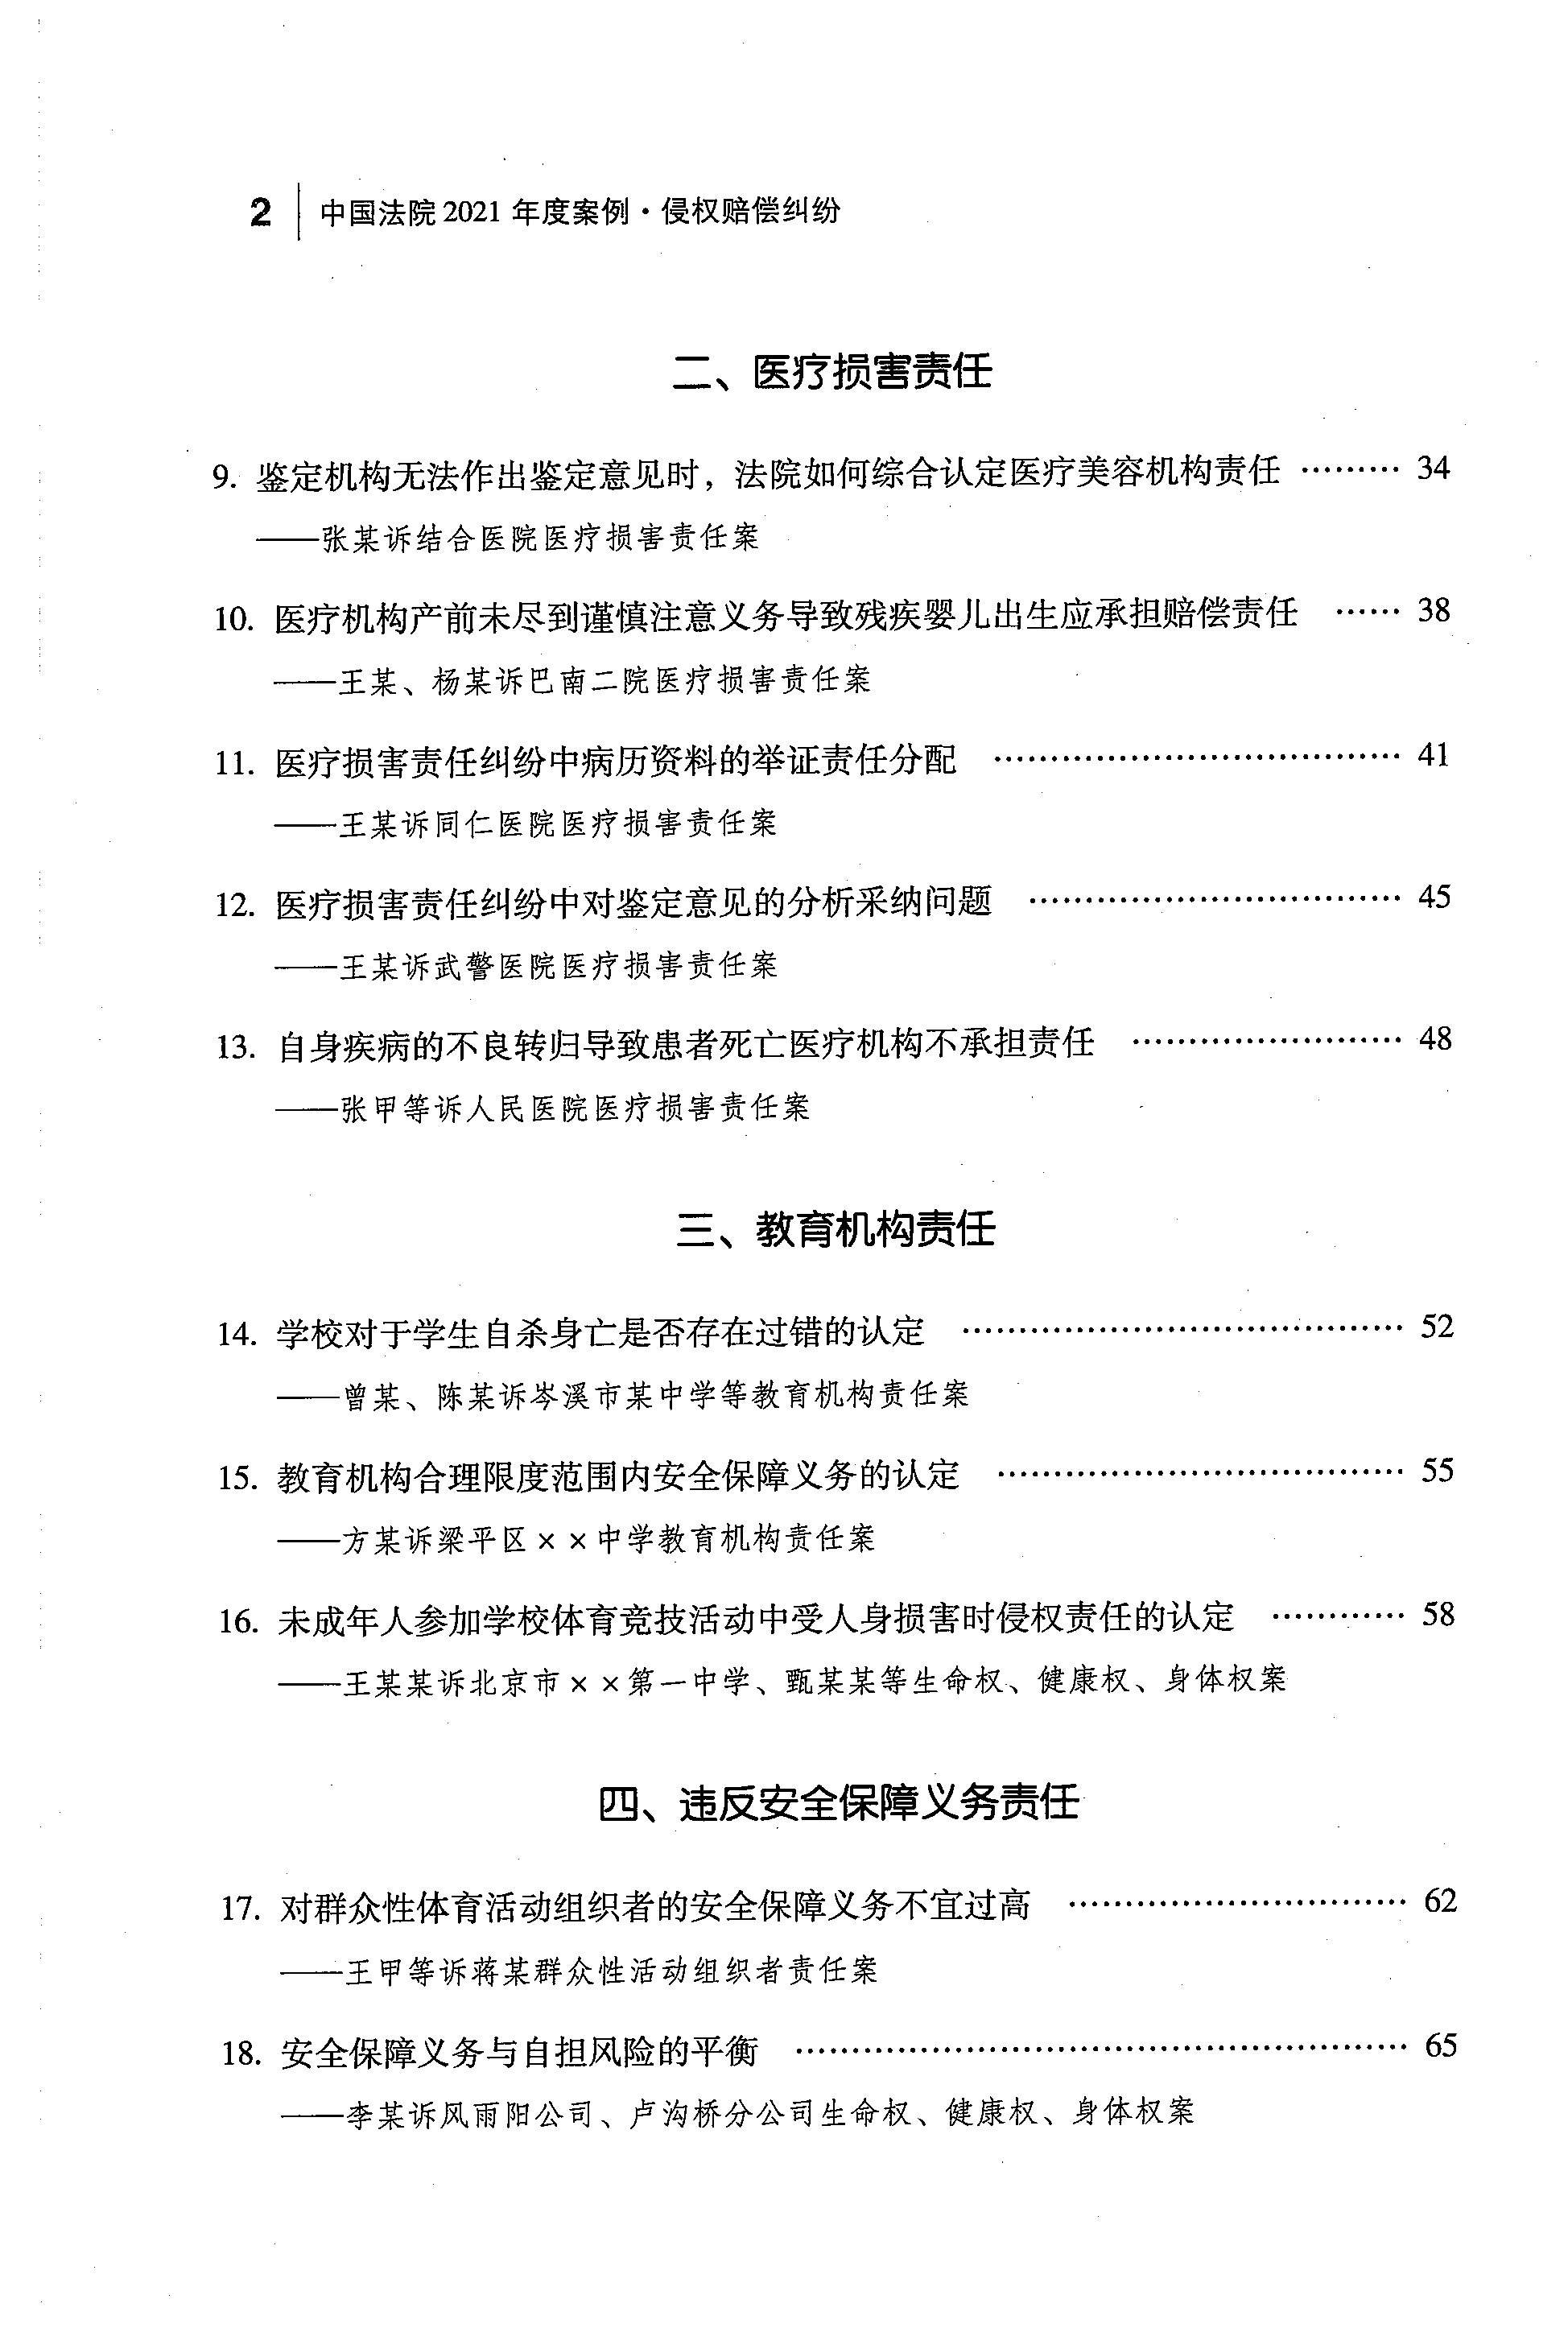 2 中国法院 2021 年度案例·侵权赔偿纠纷
二、医疗损害责任
9. 鉴定机构无法作出鉴定意见时，法院如何综合认定医疗美容机构责任 ……… 34
——张某诉结合医院医疗损害责任案
10. 医疗机构产前未尽到谨慎注意义务导致残疾婴儿出生应承担赔偿责任 …… 38
——王某、杨某诉巴南二院医疗损害责任案
11. 医疗损害责任纠纷中病历资料的举证责任分配 ……………………………… 41
——王某诉同仁医院医疗损害责任案
12. 医疗损害责任纠纷中对鉴定意见的分析采纳问题 …………………………… 45
——王某诉武警医院医疗损害责任案
13. 自身疾病的不良转归导致患者死亡医疗机构不承担责任 …………………… 48
——张甲等诉人民医院医疗损害责任案
三、教育机构责任
14. 学校对于学生自杀身亡是否存在过错的认定 ………………………………… 52
——曾某、陈某诉岑溪市某中学等教育机构责任案
15. 教育机构合理限度范围内安全保障义务的认定 ……………………………… 55
——方某诉梁平区××中学教育机构责任案
16. 未成年人参加学校体育竞技活动中受人身损害时侵权责任的认定 ………… 58
——王某某诉北京市××第一中学、甄某某等生命权、健康权、身体权案
四、违反安全保障义务责任
17. 对群众性体育活动组织者的安全保障义务不宜过高 ………………………… 62
——王甲等诉蒋某群众性活动组织者责任案
18. 安全保障义务与自担风险的平衡 ……………………………………………… 65
——李某诉风雨阳公司、卢沟桥分公司生命权、健康权、身体权案